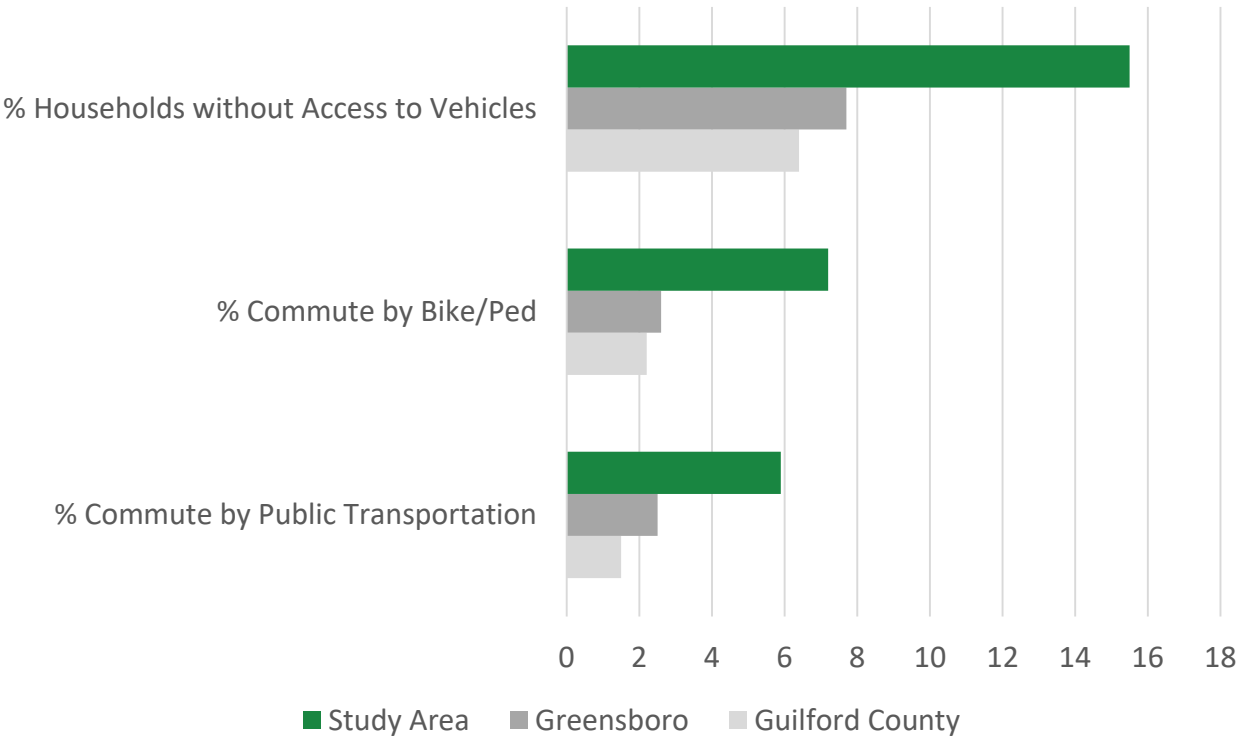 % Households without Access to Vehicles
% Commute by Bike/Ped
% Commute by Public Transportation
0 2 4 6 8 10 12 14 16 18
Study Area Greensboro Guilford County